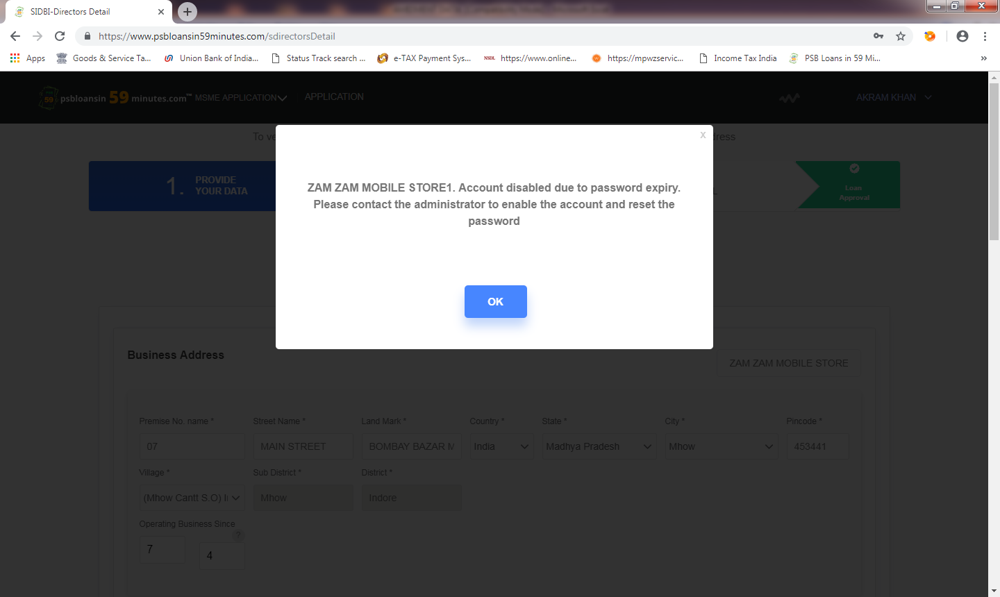 SIDBI-Directors Detail
https://www.psbloansin59minutes.com/sdirectorsDetail
Apps
Goods & Service Ta...
Union Bank of India...
Status Track search ...
e-TAX Payment Sys...
NSDL https://www.online...
https://mpwzservic...
Income Tax India
PSB Loans in 59 Mi...
psbloansin 59 minutes.com™
MSME APPLICATION
APPLICATION
AKRAM KHAN
To ve
dress
X
1. PROVIDE
YOUR DATA
Loan
Approval
ZAM ZAM MOBILE STORE1. Account disabled due to password expiry.
Please contact the administrator to enable the account and reset the
password
OK
Business Address
ZAM ZAM MOBILE STORE
Premise No. name * Street Name * Land Mark * Country * State * City * Pincode *
07 MAIN STREET BOMBAY BAZAR M India Madhya Pradesh Mhow 453441
Village * Sub District * District *
(Mhow Cantt S.O) I Mhow Indore
Operating Business Since
?
7 4